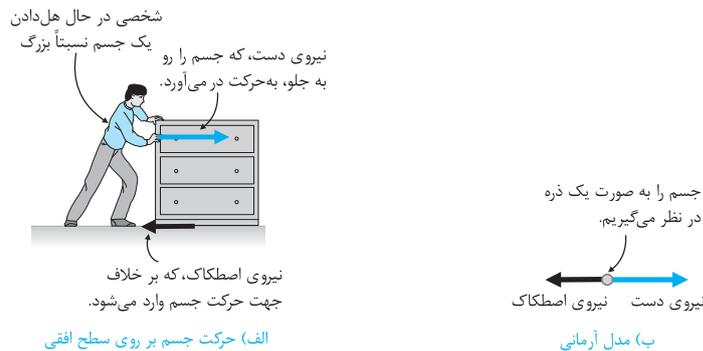 شخصی در حال هل‌دادن
یک جسم نسبتاً بزرگ
نیروی دست، که جسم را رو
به جلو، به‌حرکت در می‌آورد.
نیروی اصطکاک، که بر خلاف
جهت حرکت جسم وارد می‌شود.
الف) حرکت جسم بر روی سطح افقی
جسم را به صورت یک ذره
در نظر می‌گیریم.
نیروی دست
نیروی اصطکاک
ب) مدل آرمانی